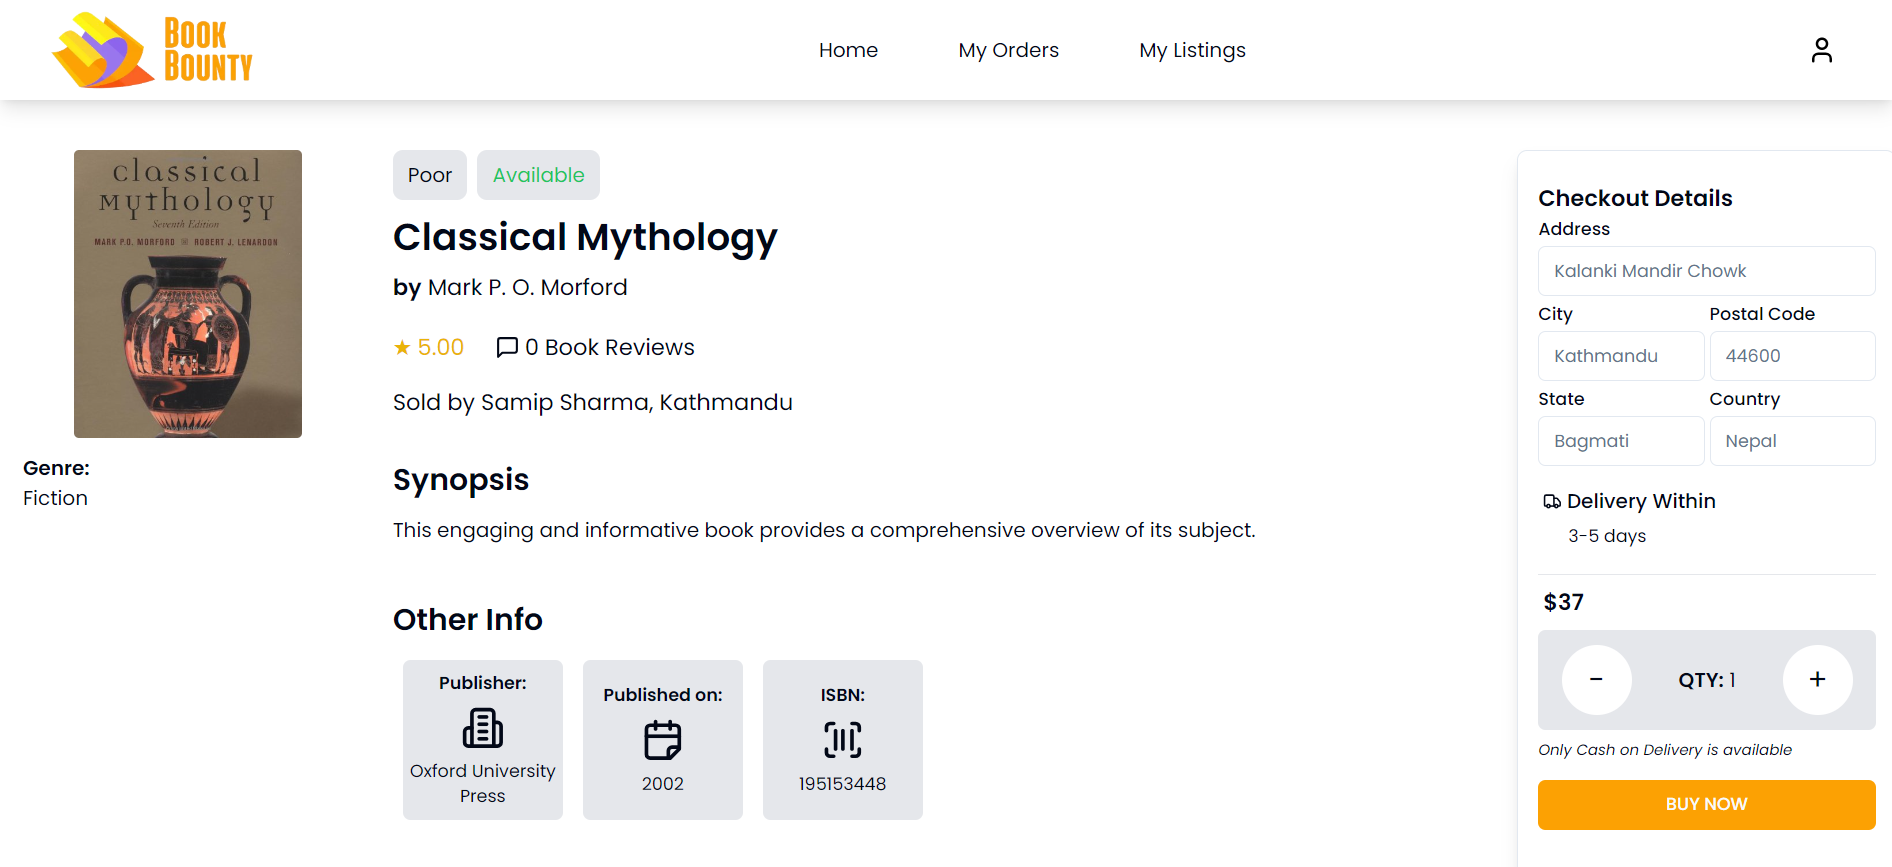 BOOK
BOUNTY
Home
My Orders
My Listings
classical
mythology
Seventh Edition
MARK P.O. MORFORD ROBERT J. LENARDON
Genre:
Fiction
Poor
Available
Classical Mythology
by Mark P. O. Morford
★ 5.00
0 Book Reviews
Sold by Samip Sharma, Kathmandu
Synopsis
This engaging and informative book provides a comprehensive overview of its subject.
Other Info
Publisher:
Oxford University
Press
Published on:
2002
ISBN:
195153448
Checkout Details
Address
Kalanki Mandir Chowk
City
Postal Code
Kathmandu
44600
State
Country
Bagmati
Nepal
Delivery Within
3-5 days
$37
-
QTY: 1
+
Only Cash on Delivery is available
BUY NOW